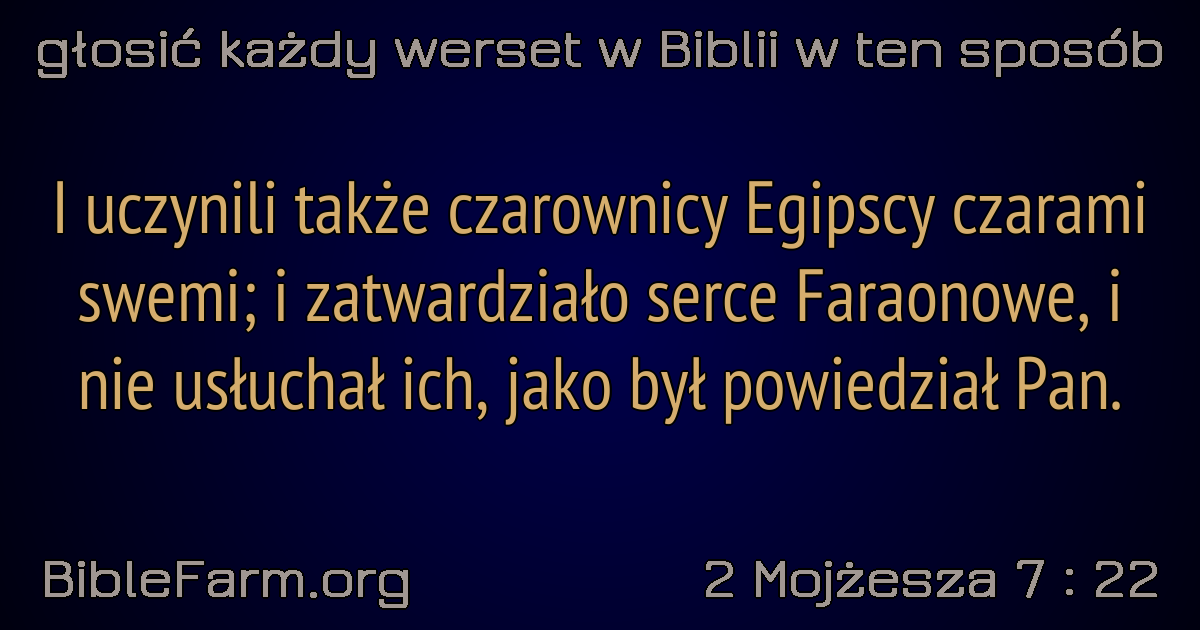 głosić każdy werset w Biblii w ten sposób
I uczynili także czarownicy Egipscy czarami
swemi; i zatwardziało serce Faraonowe, i
nie usłuchał ich, jako był powiedział Pan.
BibleFarm.org
2 Mojżesza 7 : 22